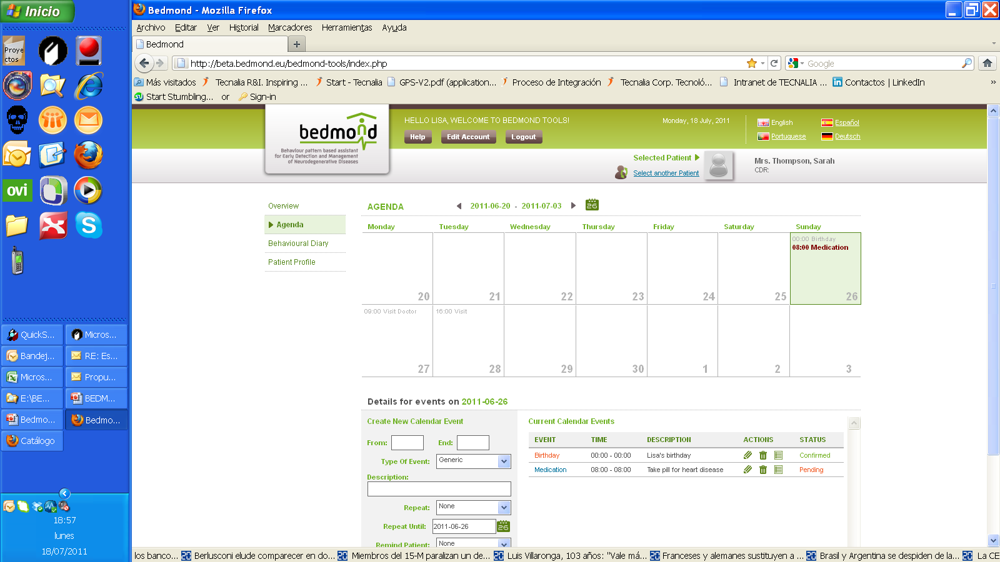 Inicio
Proye
ctos
ovi
QuickS...
Micros...
Bandej...
RE: Es...
Micros...
Propu...
E:\BE...
BEDM...
Bedmo...
Bedmo...
Catálogo
18:57
lunes
18/07/2011
Bedmond - Mozilla Firefox
Archivo Editar Ver Historial Marcadores Herramientas Ayuda
Bedmond
http://beta.bedmond.eu/bedmond-tools/index.php
Google
Más visitados Tecnalia R&I. Inspiring ... Start - Tecnalia GPS-V2.pdf (application... Proceso de Integración Tecnalia Corp. Tecnoló... Intranet de TECNALIA ... Contactos | LinkedIn »
Start Stumbling... or Sign-in
bedmond
Behaviour pattern based assistant
for Early Detection and Management
of Neurodegenerative Diseases
HELLO LISA, WELCOME TO BEDMOND TOOLS!
Help Edit Account Logout
Monday, 18 July, 2011
English Español
Portuguese Deutsch
Selected Patient
Select another Patient
Mrs. Thompson, Sarah
CDR:
Overview
Agenda
Behavioural Diary
Patient Profile
AGENDA 2011-06-20 - 2011-07-03 26
Monday Tuesday Wednesday Thursday Friday Saturday Sunday
00:00 Birthday
08:00 Medication
20 21 22 23 24 25 26
09:00 Visit Doctor 16:00 Visit
27 28 29 30 1 2 3
Details for events on 2011-06-26
Create New Calendar Event
From: End:
Type Of Event: Generic
Description:
Repeat: None
Repeat Until: 2011-06-26 26
Remind Patient: None
Current Calendar Events
EVENT TIME DESCRIPTION ACTIONS STATUS
Birthday 00:00 - 00:00 Lisa's birthday Confirmed
Medication 08:00 - 08:00 Take pill for heart disease Pending
los banco... 20 Berlusconi elude comparecer en do... 20 Miembros del 15-M paralizan un de... 20 Luis Villaronga, 103 años: "Vale má... 20 Franceses y alemanes sustituyen a ... 20 Brasil y Argentina se despiden de la... 20 La CE